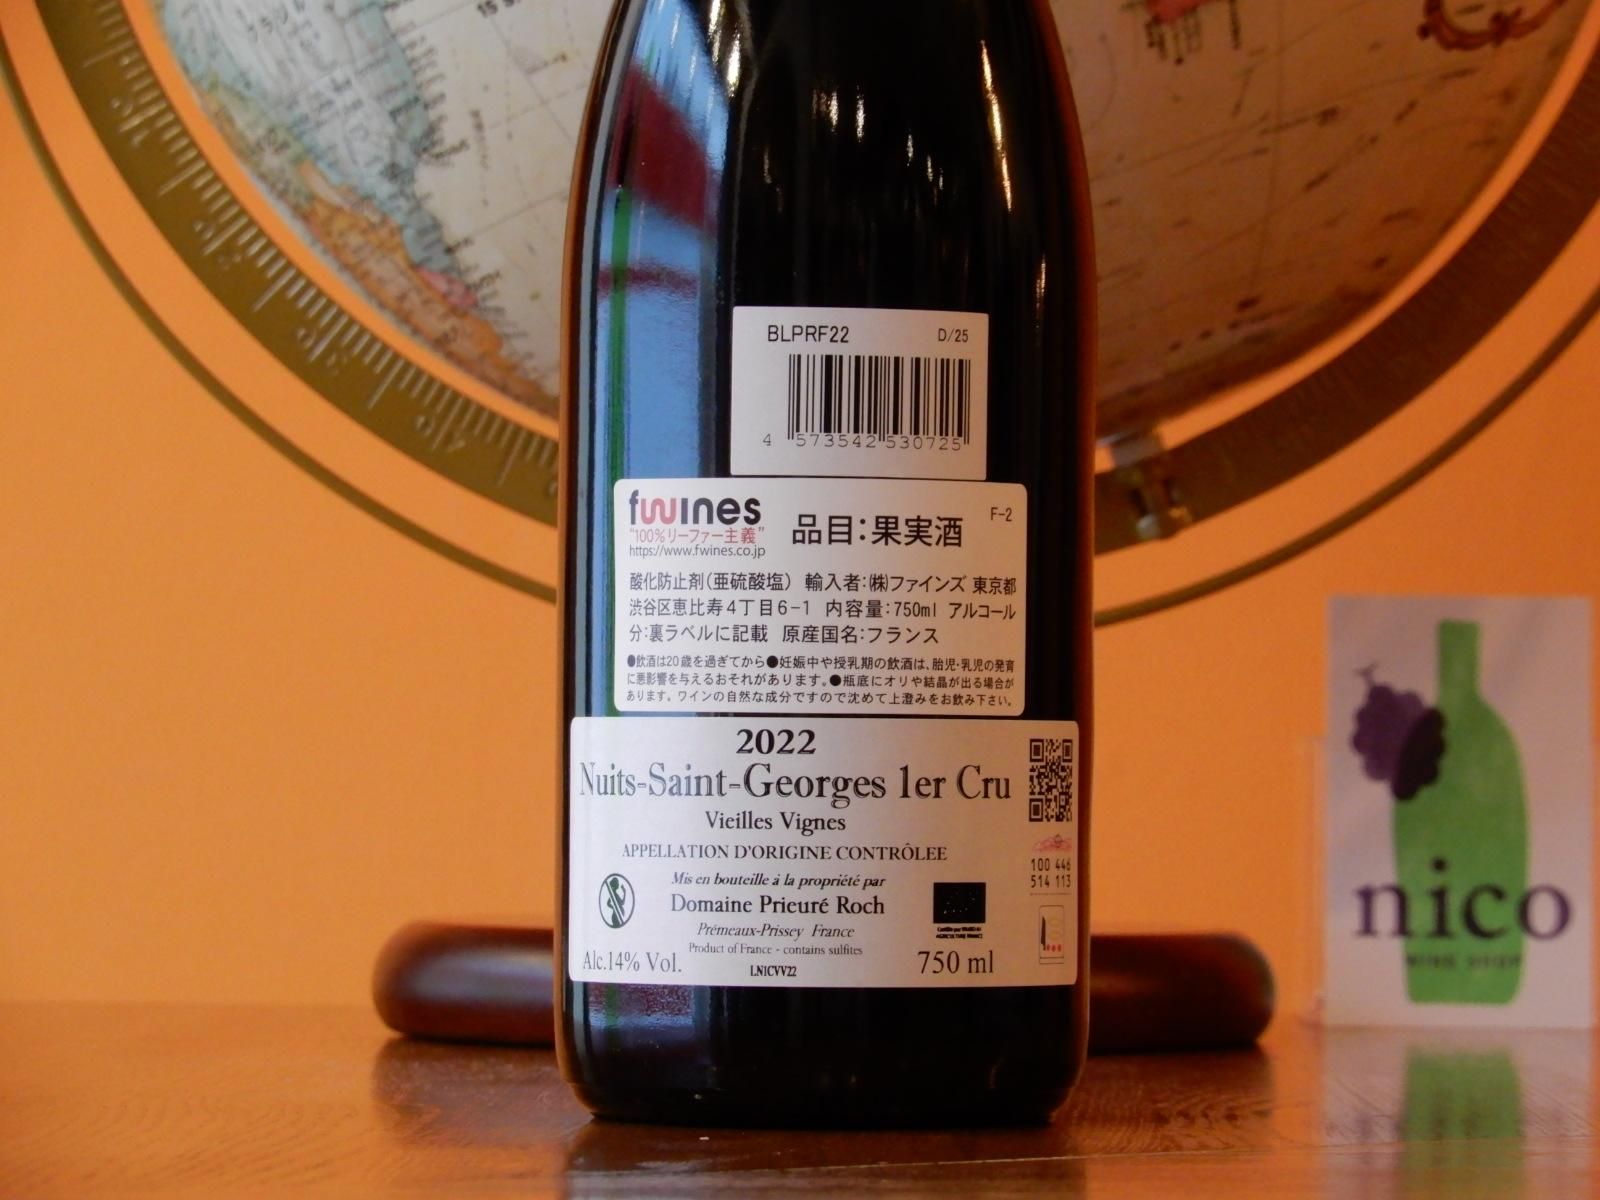 BLPRF22 D/25
4 573542 530725
fwines
"100%リーファー主義"
https://www.fwines.co.jp
品目:果実酒
F-2
酸化防止剤(亜硫酸塩) 輸入者:㈱ファインズ 東京都
渋谷区恵比寿4丁目6-1 内容量:750ml アルコール
分:裏ラベルに記載 原産国名:フランス
●飲酒は20歳を過ぎてから●妊娠中や授乳期の飲酒は、胎児・乳児の発育
に悪影響を与えるおそれがあります。●瓶底にオリや結晶が出る場合が
あります。ワインの自然な成分ですので沈めて上澄みをお飲み下さい。
2022
Nuits-Saint-Georges 1er Cru
Vieilles Vignes
APPELLATION D'ORIGINE CONTRÔLEE
Mis en bouteille à la propriété par
Domaine Prieuré Roch
Prémeaux-Prissey France
Product of France - contains sulfites
Alc.14% Vol.
LN1CVV22
750 ml
100 446
514 113
AGRICULTURE FRANCE
nico
WINE SHOP